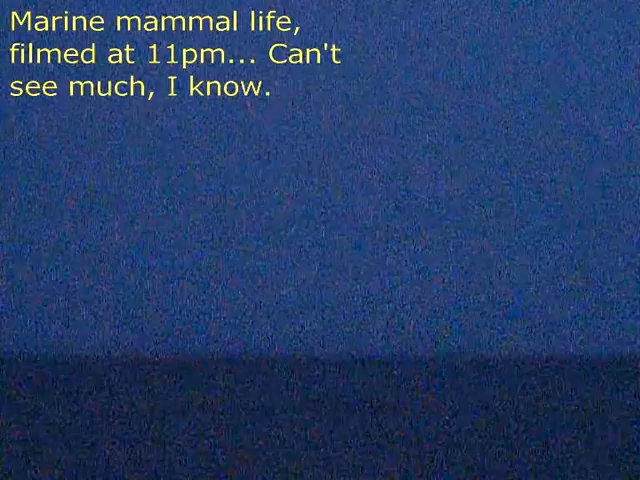 Marine mammal life,
filmed at 11pm... Can't
see much, I know.